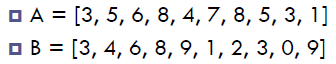 A = [3, 5, 6, 8, 4, 7, 8, 5, 3, 1]
B = [3, 4, 6, 8, 9, 1, 2, 3, 0, 9]